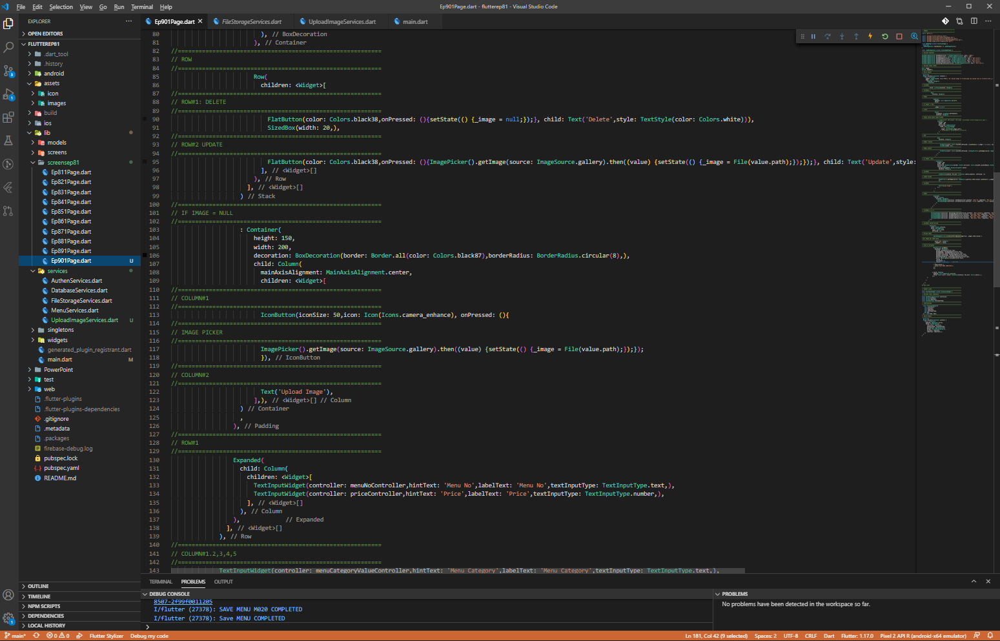 File Edit Selection View Go Run Terminal Help
Ep901Page.dart - flutterep81 - Visual Studio Code
EXPLORER
OPEN EDITORS
FLUTTEREP81
.dart_tool
.history
android
assets
icon
images
build
ios
lib
models
screens
screensep81
Ep811Page.dart
Ep821Page.dart
Ep831Page.dart
Ep841Page.dart
Ep851Page.dart
Ep861Page.dart
Ep871Page.dart
Ep881Page.dart
Ep891Page.dart
Ep901Page.dart U
services
AuthenServices.dart
DatabaseServices.dart
FileStorageServices.dart
MenuServices.dart
UploadImageServices.dart U
singletons
widgets
generated_plugin_registrant.dart
main.dart M
PowerPoint
test
web
.flutter-plugins
.flutter-plugins-dependencies
.gitignore
.metadata
.packages
firebase-debug.log
pubspec.lock
pubspec.yaml
README.md
OUTLINE
TIMELINE
NPM SCRIPTS
DEPENDENCIES
LOCAL HISTORY
Ep901Page.dart FileStorageServices.dart UploadImageServices.dart main.dart
80 ), // BoxDecoration
81 ), // Container
82 //===========================================================
83 // ROW
84 //===========================================================
85 Row(
86 children: <Widget>[
87 //===========================================================
88 // ROW#1: DELETE
89 //===========================================================
90 FlatButton(color: Colors.black38,onPressed: (){setState(() {_image = null;});}, child: Text('Delete',style: TextStyle(color: Colors.white))),
91 SizedBox(width: 20,),
92 //===========================================================
93 // ROW#2 UPDATE
94 //===========================================================
95 FlatButton(color: Colors.black38,onPressed: (){ImagePicker().getImage(source: ImageSource.gallery).then((value) {setState(() {_image = File(value.path);});});}, child: Text('Update',style:
96 ], // <Widget>[]
97 ), // Row
98 ], // <Widget>[]
99 ) // Stack
100 //===========================================================
101 // IF IMAGE = NULL
102 //===========================================================
103 : Container(
104 height: 150,
105 width: 200,
106 decoration: BoxDecoration(border: Border.all(color: Colors.black87),borderRadius: BorderRadius.circular(8),),
107 child: Column(
108 mainAxisAlignment: MainAxisAlignment.center,
109 children: <Widget>[
110 //===========================================================
111 // COLUMN#1
112 //===========================================================
113 IconButton(iconSize: 50,icon: Icon(Icons.camera_enhance), onPressed: (){
114 //===========================================================
115 // IMAGE PICKER
116 //===========================================================
117 ImagePicker().getImage(source: ImageSource.gallery).then((value) {setState(() {_image = File(value.path);});});
118 }), // IconButton
119 //===========================================================
120 // COLUMN#2
121 //===========================================================
122 Text('Upload Image'),
123 ],), // <Widget>[] // Column
124 ) // Container
125 ,
126 ), // Padding
127 //===========================================================
128 // ROW#1
129 //===========================================================
130 Expanded(
131 child: Column(
132 children: <Widget>[
133 TextInputWidget(controller: menuNoController,hintText: 'Menu No',labelText: 'Menu No',textInputType: TextInputType.text,),
134 TextInputWidget(controller: priceController,hintText: 'Price',labelText: 'Price',textInputType: TextInputType.number,),
135 ], // <Widget>[]
136 ), // Column
137 ), // Expanded
138 ], // <Widget>[]
139 ), // Row
140 //===========================================================
141 // COLUMN#1.2,3,4,5
142 //===========================================================
143 TextInputWidget(controller: menuCategoryValueController,hintText: 'Menu Category',labelText: 'Menu Category',textInputType: TextInputType.text,),
TERMINAL PROBLEMS OUTPUT
DEBUG CONSOLE
8507-2f99f0011205
I/flutter (27378): SAVE MENU M020 COMPLETED
I/flutter (27378): Save MENU COMPLETED
PROBLEMS
No problems have been detected in the workspace so far.
main* 0 0 Flutter Stylizer Debug my code Ln 181, Col 42 (9 selected) Spaces: 2 UTF-8 CRLF Dart Flutter: 1.17.0 Pixel 2 API R (android-x64 emulator)